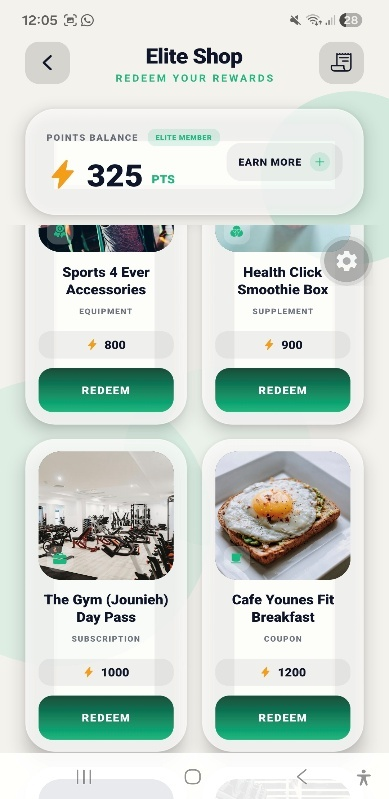 12:05
28
Elite Shop
REDEEM YOUR REWARDS
POINTS BALANCE
ELITE MEMBER
325 PTS
EARN MORE +
Sports 4 Ever
Accessories
EQUIPMENT
800
REDEEM
Health Click
Smoothie Box
SUPPLEMENT
900
REDEEM
The Gym (Jounieh)
Day Pass
SUBSCRIPTION
1000
REDEEM
Cafe Younes Fit
Breakfast
COUPON
1200
REDEEM